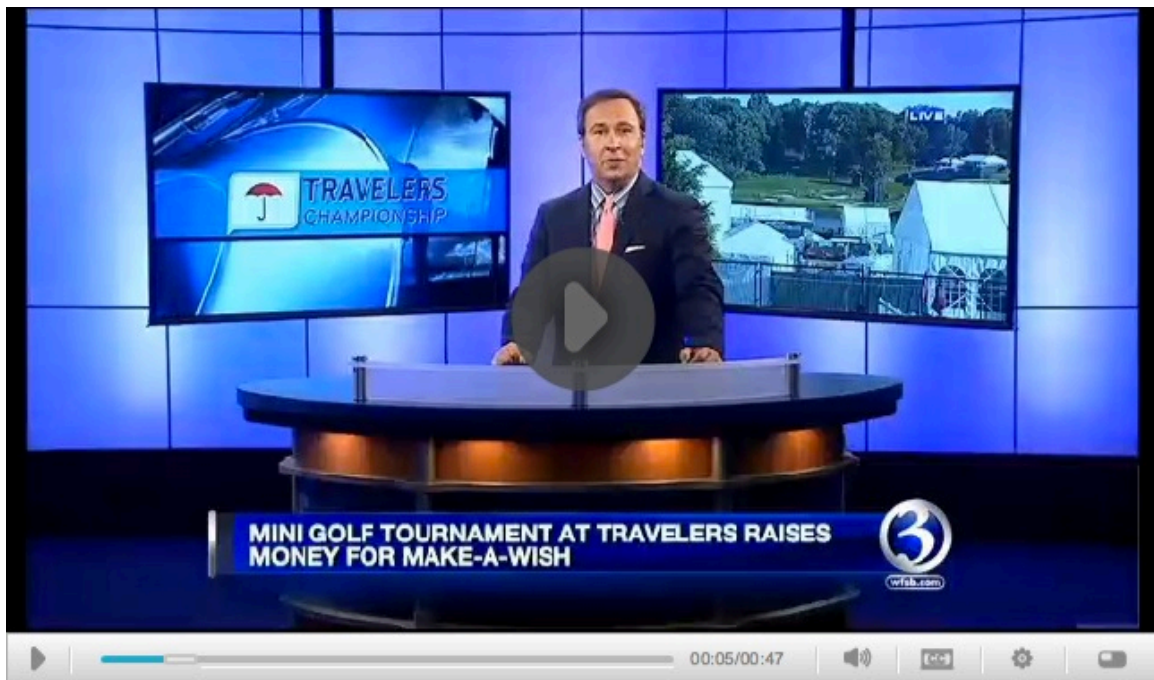 LIVE
TRAVELERS
CHAMPIONSHIP
MINI GOLF TOURNAMENT AT TRAVELERS RAISES
MONEY FOR MAKE-A-WISH
3
wfsb.com
00:05/00:47
CC